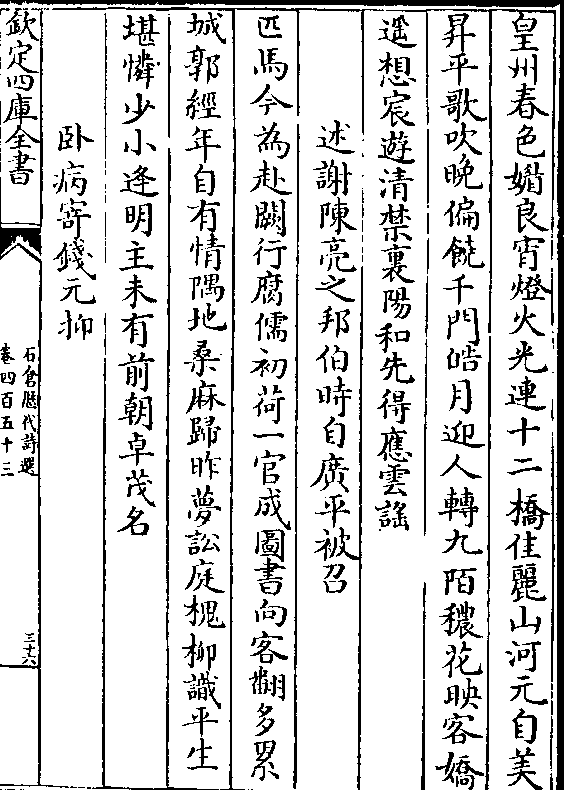 皇州春色媚良宵燈火光連十二橋佳麗山河元自美
昇平歌吹晚偏饒千門皓月迎人轉九陌穠花映客嬌
遥想宸遊清禁裏陽和先得應雲謠
述謝陳亮之邦伯時自廣平被召
匹馬今為赴闕行腐儒初荷一官成圖書向客翻多累
城郭經年自有情隅地桑麻歸昨夢訟庭槐柳識平生
堪憐少小逢明主未有前朝卓茂名
卧病寄錢元抑
欽定四庫全書
石倉歷代詩選
卷四百五十三
三十六